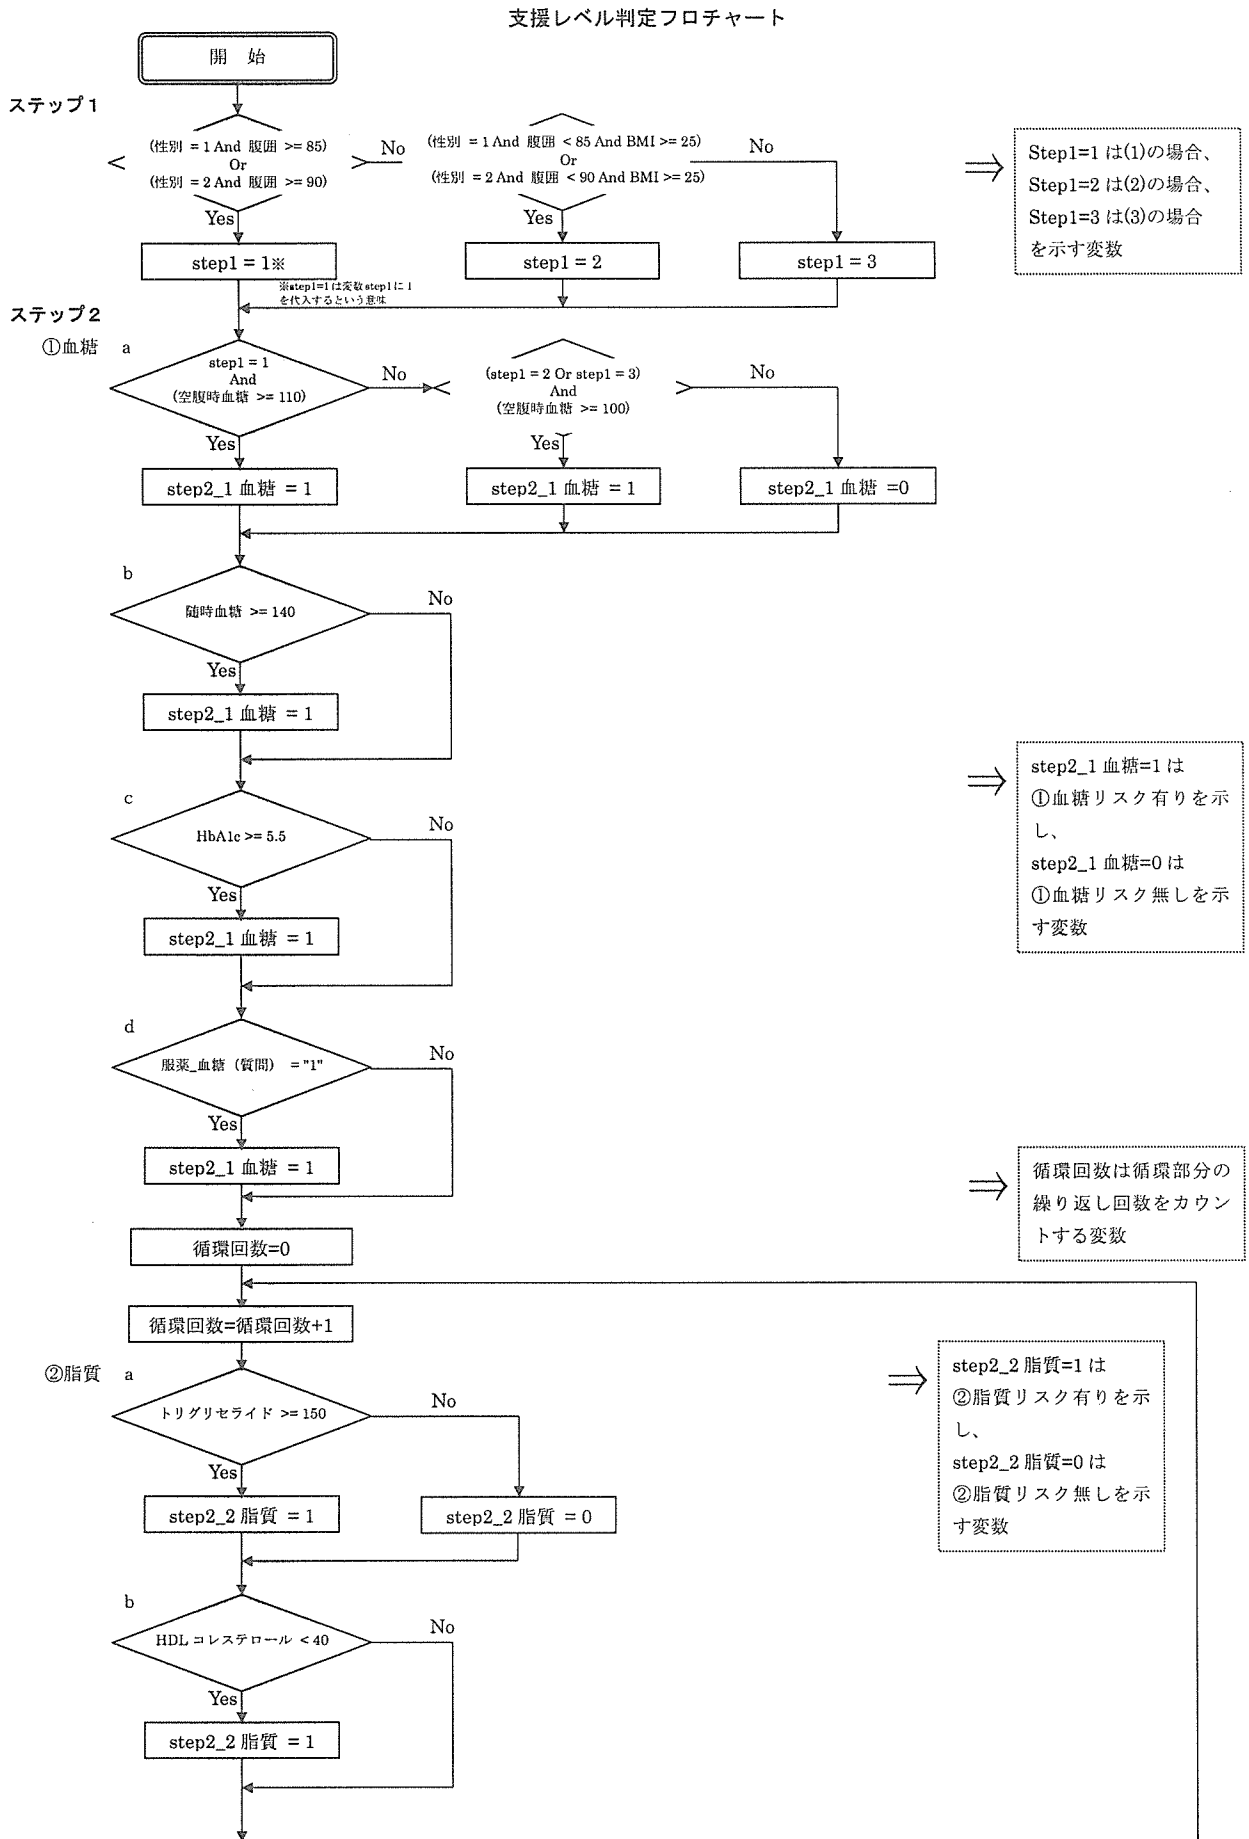 支援レベル判定フロチャート
開 始
ステップ1
(性別 = 1 And 腹囲 >= 85)
Or
(性別 = 2 And 腹囲 >= 90)
No
(性別 = 1 And 腹囲 < 85 And BMI >= 25)
Or
(性別 = 2 And 腹囲 < 90 And BMI >= 25)
No
Step1=1 は(1)の場合、
Step1=2 は(2)の場合、
Step1=3 は(3)の場合
を示す変数
Yes
Yes
step1 = 1※
step1 = 2
step1 = 3
※step1=1は変数step1に1
を代入するという意味
ステップ2
①血糖
a
step1 = 1
And
(空腹時血糖 >= 110)
No
(step1 = 2 Or step1 = 3)
And
(空腹時血糖 >= 100)
No
Yes
Yes
step2_1 血糖 = 1
step2_1 血糖 = 1
step2_1 血糖 =0
b
随時血糖 >= 140
No
Yes
step2_1 血糖 = 1
step2_1 血糖=1 は
①血糖リスク有りを示
し、
step2_1 血糖=0 は
①血糖リスク無しを示
す変数
c
HbA1c >= 5.5
No
Yes
step2_1 血糖 = 1
d
服薬_血糖（質問） = "1"
No
Yes
step2_1 血糖 = 1
循環回数は循環部分の
繰り返し回数をカウン
トする変数
循環回数=0
循環回数=循環回数+1
②脂質
a
トリグリセライド >= 150
No
Yes
step2_2 脂質 = 1
step2_2 脂質 = 0
step2_2 脂質=1 は
②脂質リスク有りを示
し、
step2_2 脂質=0 は
②脂質リスク無しを示
す変数
b
HDL コレステロール < 40
No
Yes
step2_2 脂質 = 1